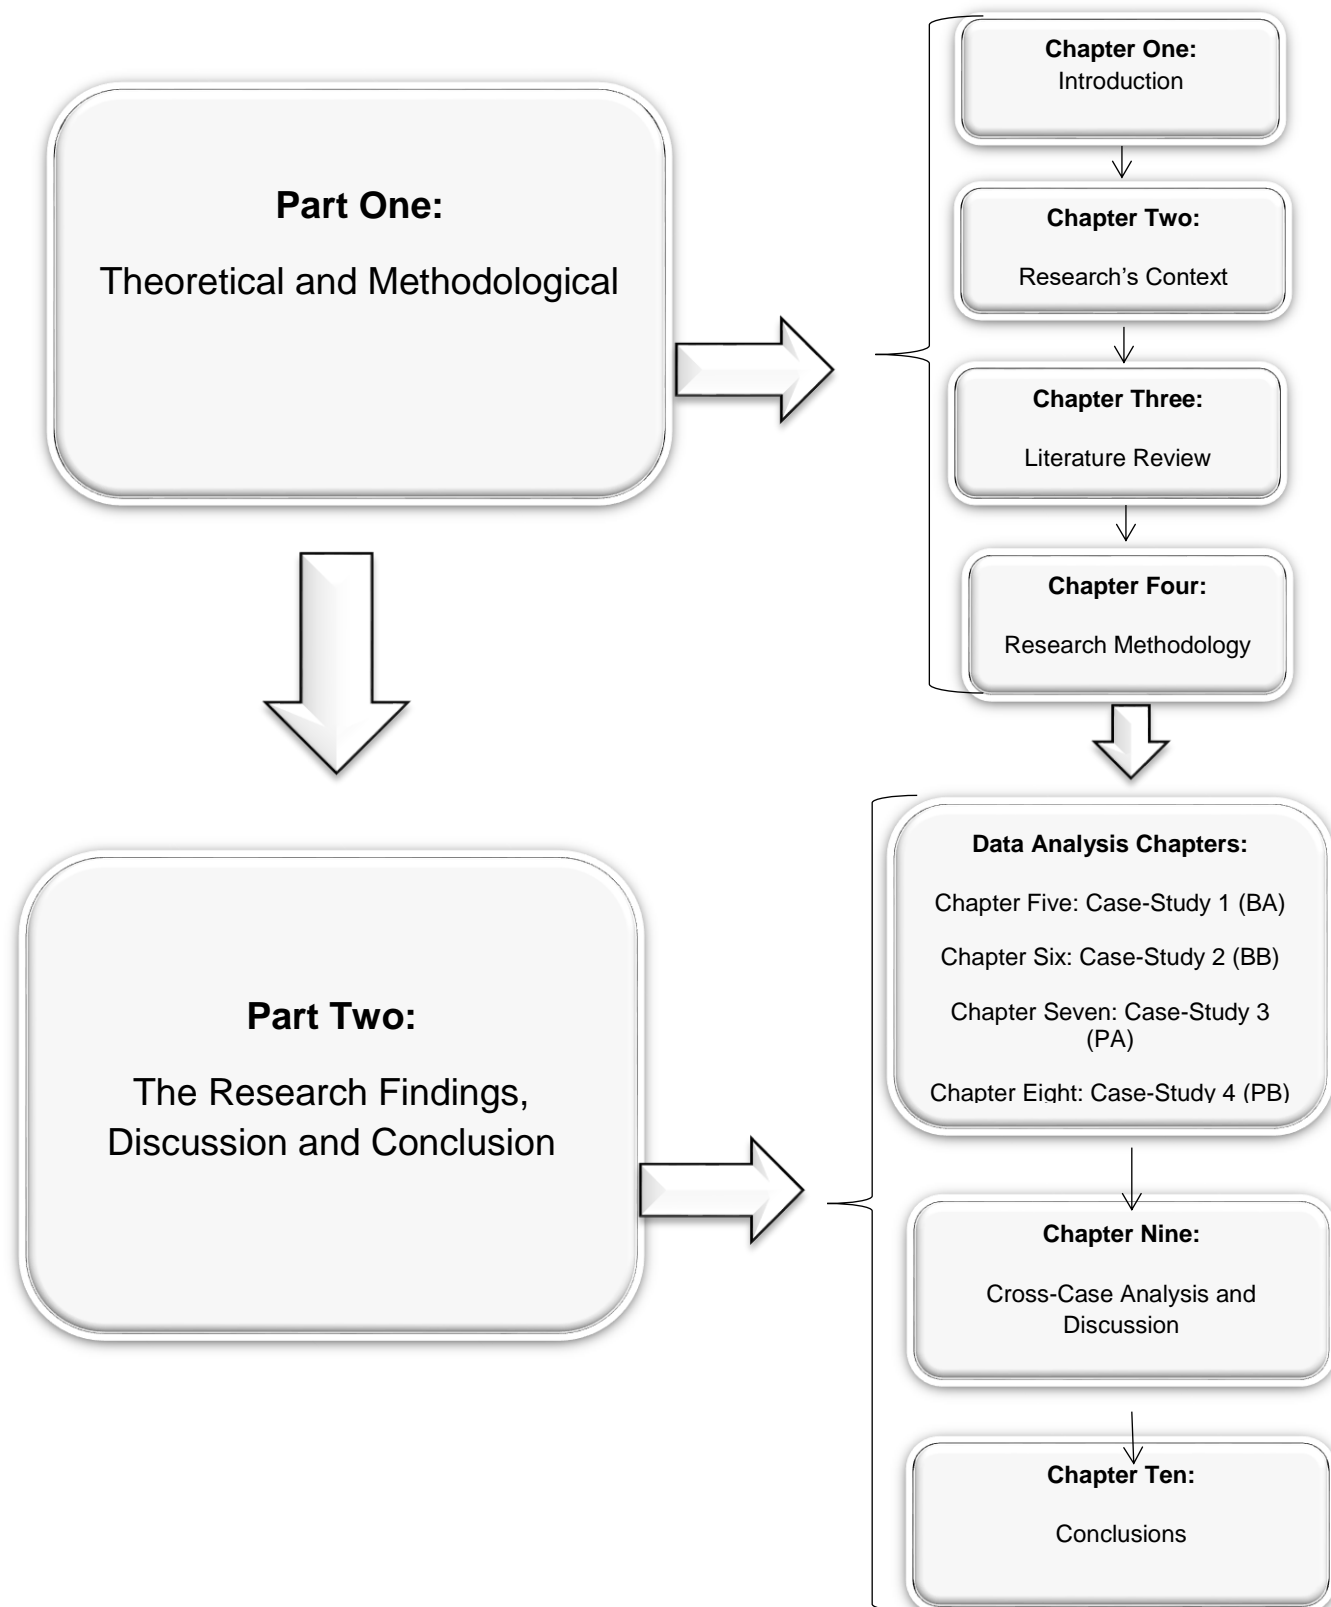 Part One:
Theoretical and Methodological
Chapter One:
Introduction
Chapter Two:
Research’s Context
Chapter Three:
Literature Review
Chapter Four:
Research Methodology
Part Two:
The Research Findings,
Discussion and Conclusion
Data Analysis Chapters:
Chapter Five: Case-Study 1 (BA)
Chapter Six: Case-Study 2 (BB)
Chapter Seven: Case-Study 3
(PA)
Chapter Eight: Case-Study 4 (PB)
Chapter Nine:
Cross-Case Analysis and
Discussion
Chapter Ten:
Conclusions